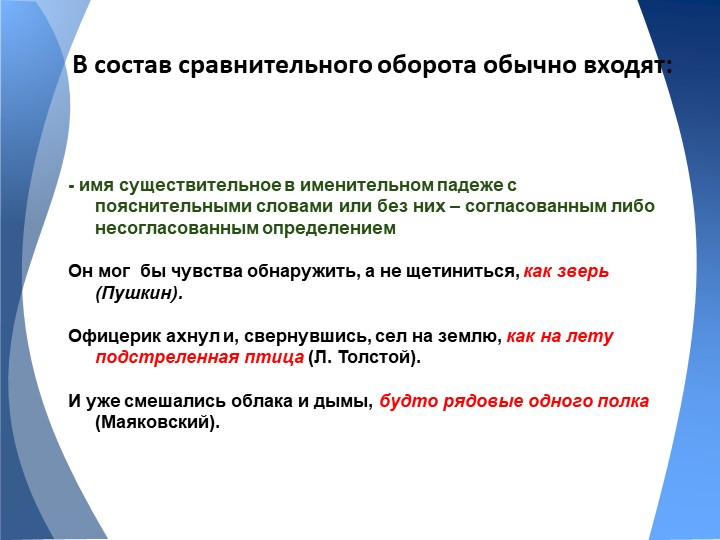 В состав сравнительного оборота обычно входят:
- имя существительное в именительном падеже с
пояснительными словами или без них – согласованным либо
несогласованным определением
Он мог бы чувства обнаружить, а не щетиниться, как зверь
(Пушкин).
Офицерик ахнул и, свернувшись, сел на землю, как на лету
подстреленная птица (Л. Толстой).
И уже смешались облака и дымы, будто рядовые одного полка
(Маяковский).